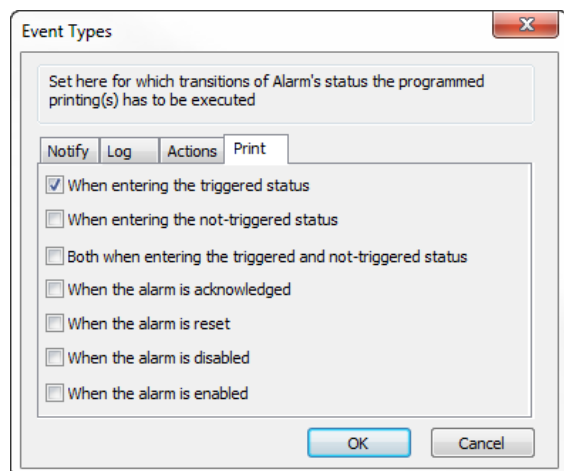 Event Types
Set here for which transitions of Alarm's status the programmed
printing(s) has to be executed
Notify Log Actions Print
When entering the triggered status
When entering the not-triggered status
Both when entering the triggered and not-triggered status
When the alarm is acknowledged
When the alarm is reset
When the alarm is disabled
When the alarm is enabled
OK Cancel